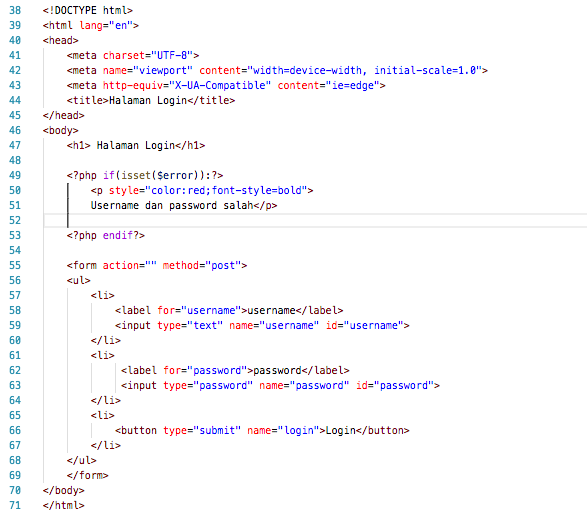 38 <!DOCTYPE html>
39 <html lang="en">
40 <head>
41 <meta charset="UTF-8">
42 <meta name="viewport" content="width=device-width, initial-scale=1.0">
43 <meta http-equiv="X-UA-Compatible" content="ie=edge">
44 <title>Halaman Login</title>
45 </head>
46 <body>
47 <h1> Halaman Login</h1>
48
49 <?php if(isset($error)):?>
50 <p style="color:red;font-style=bold">
51 Username dan password salah</p>
52
53 <?php endif?>
54
55 <form action="" method="post">
56 <ul>
57 <li>
58 <label for="username">username</label>
59 <input type="text" name="username" id="username">
60 </li>
61 <li>
62 <label for="password">password</label>
63 <input type="password" name="password" id="password">
64 </li>
65 <li>
66 <button type="submit" name="login">Login</button>
67 </li>
68 </ul>
69 </form>
70 </body>
71 </html>